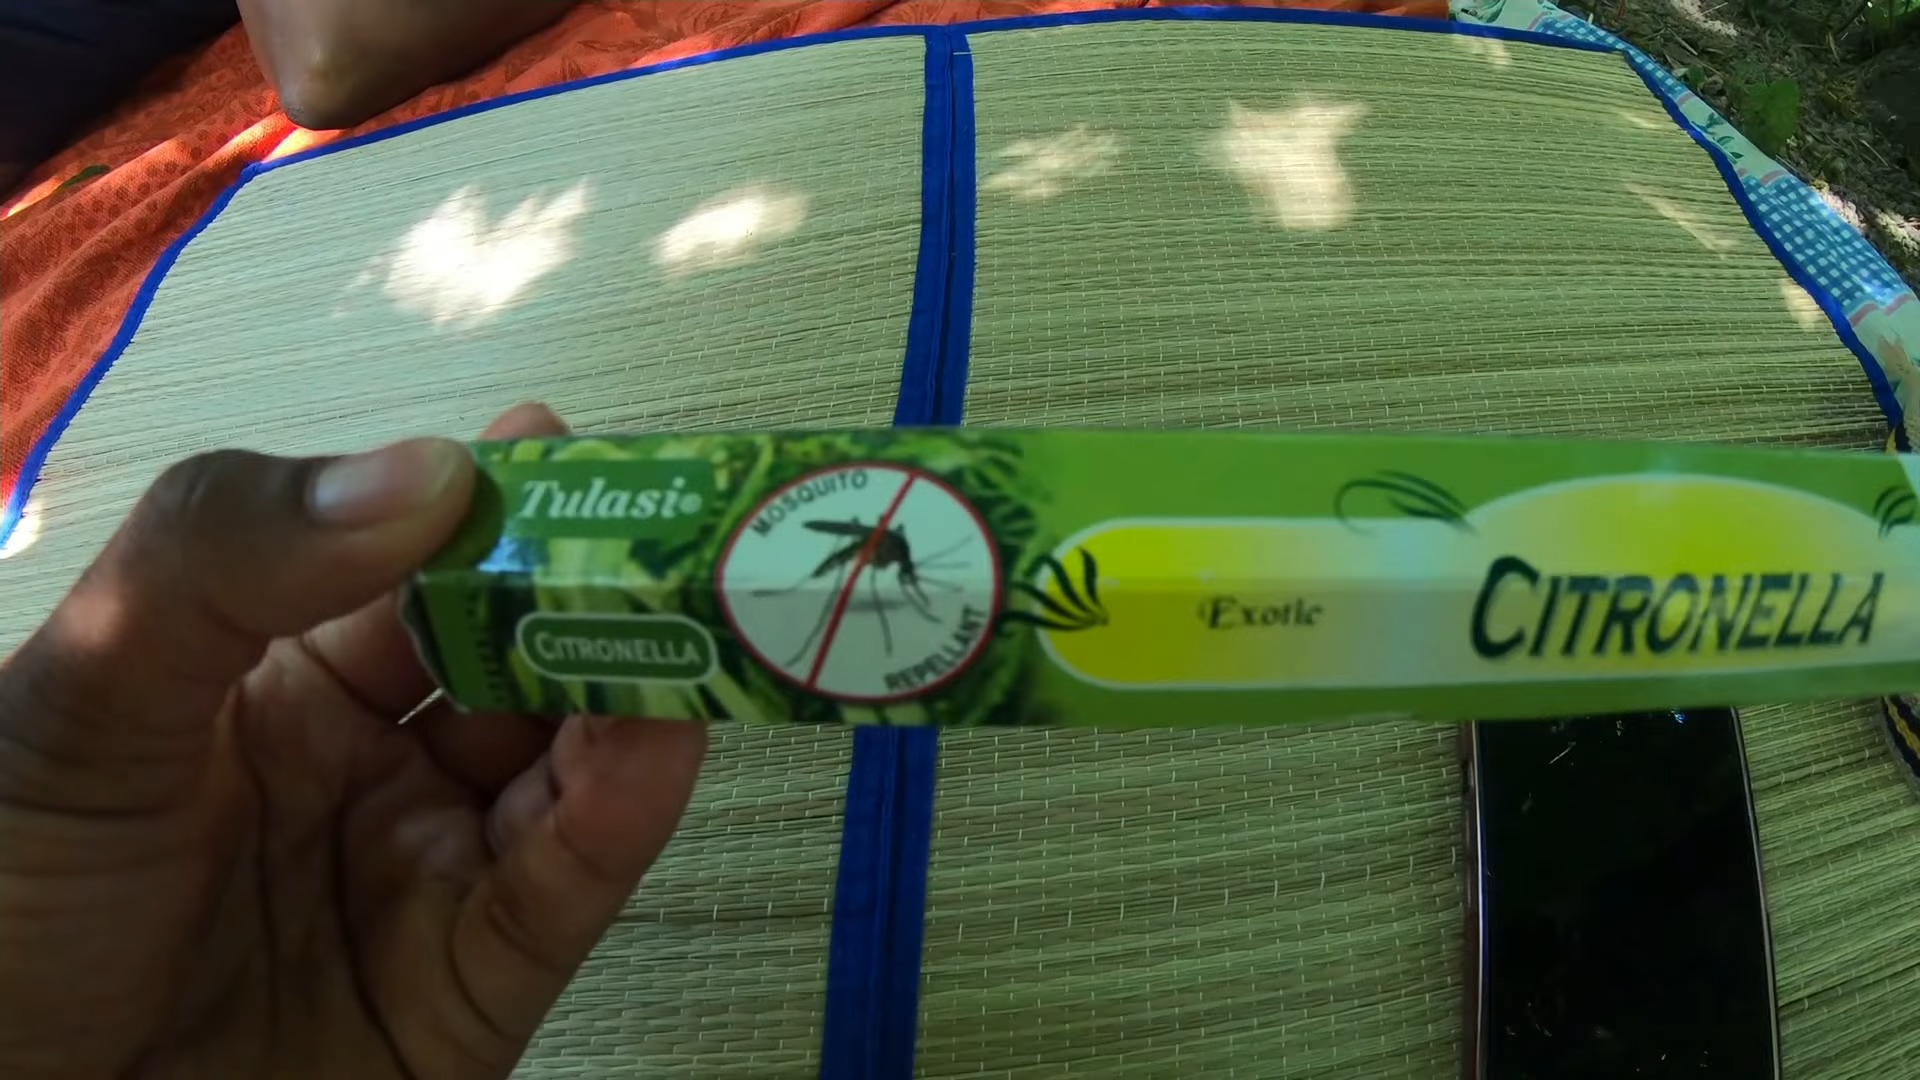 Tulasi®
MOSQUITO
REPELLANT
CITRONELLA
Exotic
CITRONELLA